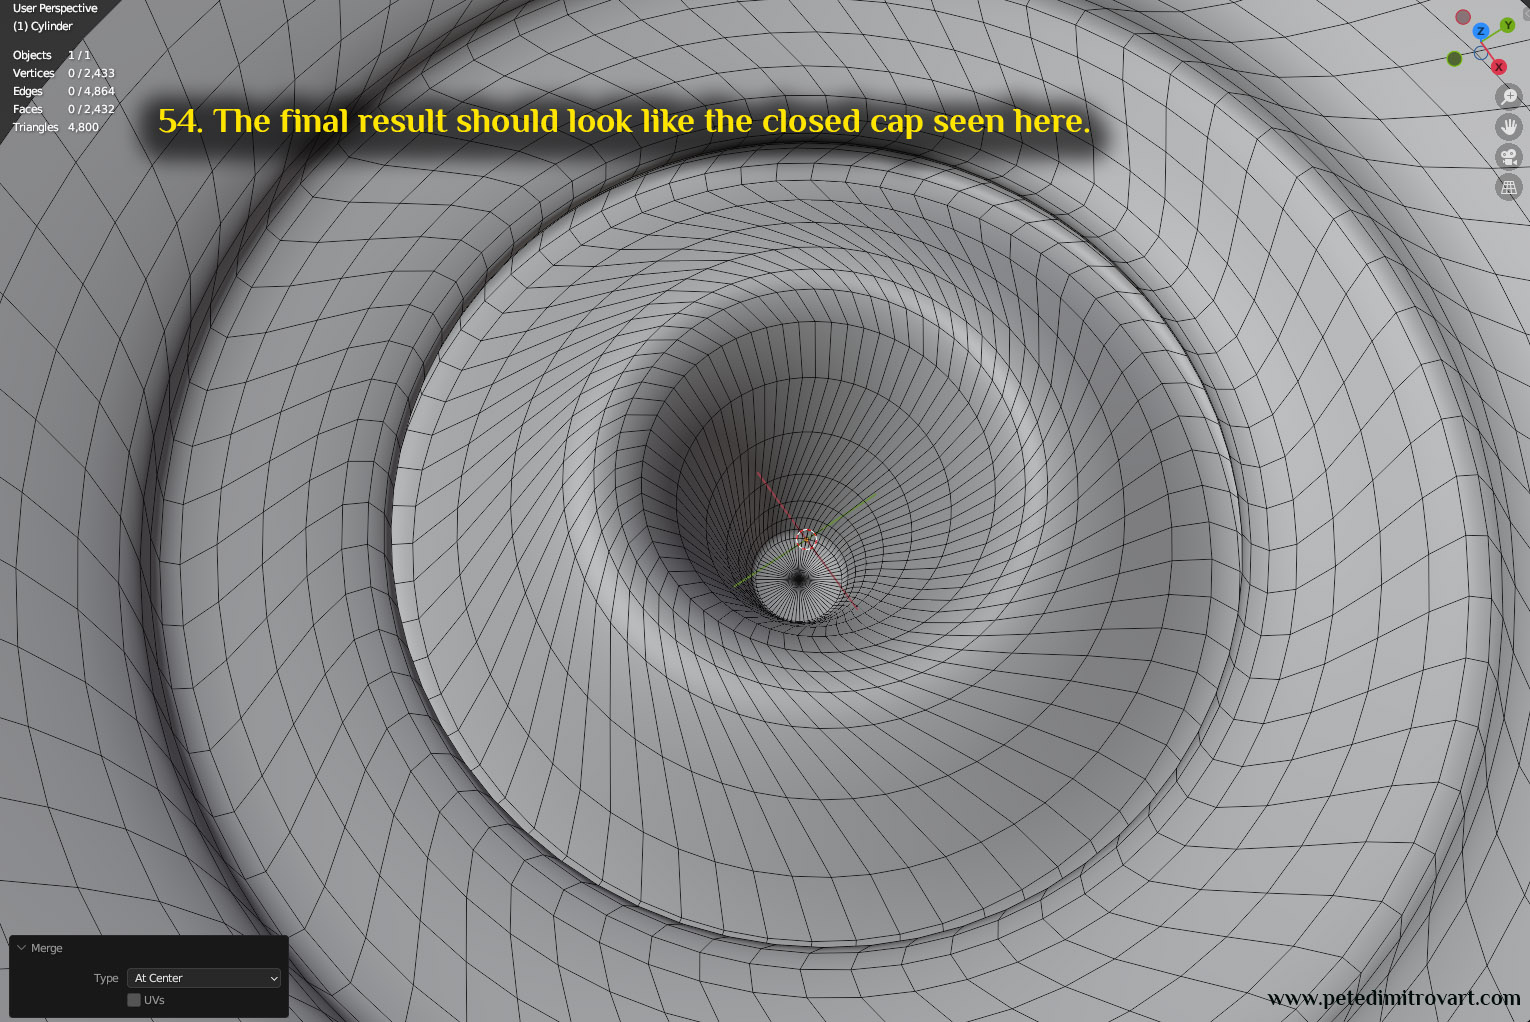 User Perspective
(1) Cylinder
Objects 1 / 1
Vertices 0 / 2,433
Edges 0 / 4,864
Faces 0 / 2,432
Triangles 4,800
54. The final result should look like the closed cap seen here.
Z
Y
X
Merge
Type At Center
UVs
www.petedimitrovart.com